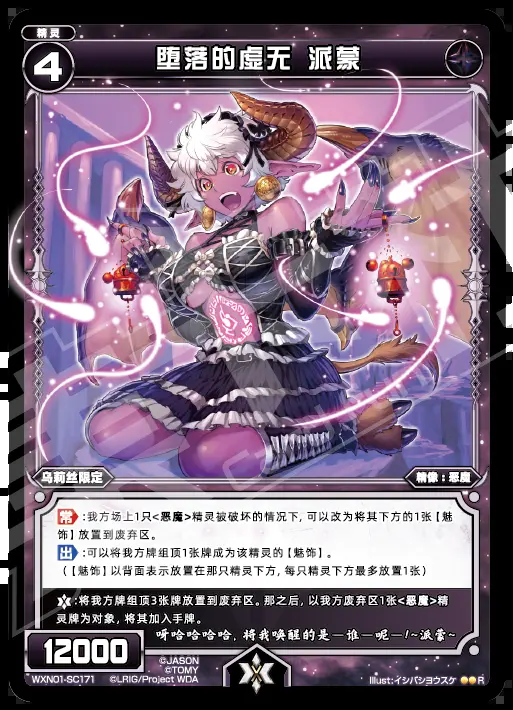 精灵
4
堕落的虚无 派蒙
乌莉丝限定
精像：恶魔
常:我方场上1只<恶魔>精灵被破坏的情况下，可以改为将其下方的1张【魅
饰】放置到废弃区。
出:可以将我方牌组顶1张牌成为该精灵的【魅饰】。
（【魅饰】以背面表示放置在那只精灵下方，每只精灵下方最多放置1张）
:将我方牌组顶3张牌放置到废弃区。那之后，以我方废弃区1张<恶魔>精
灵牌为对象，将其加入手牌。
呀哈哈哈哈，将我唤醒的是—谁—呢—!~派蒙~
12000
©JASON
©TOMY
WXN01-SC171 ©LRIG/Project WDA
Illust:イシバシヨウスケ R